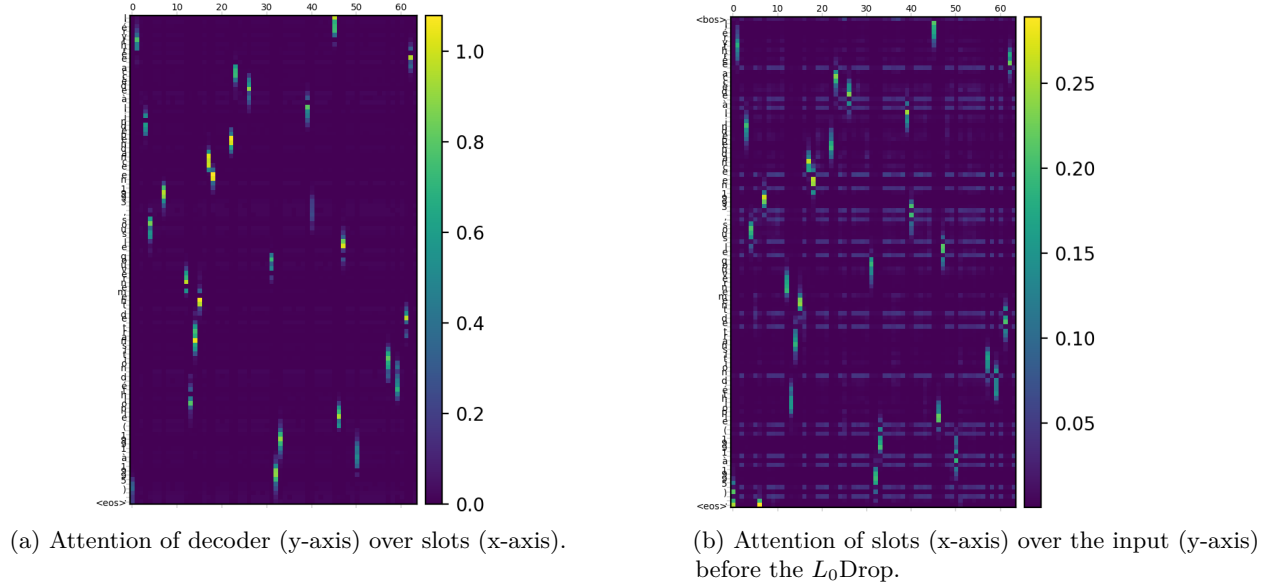 0 10 20 30 40 50 60
1.0
0.8
0.6
0.4
0.2
0.0
<eos>
(a) Attention of decoder (y-axis) over slots (x-axis).
0 10 20 30 40 50 60
<bos>
0.25
0.20
0.15
0.10
0.05
<eos>
(b) Attention of slots (x-axis) over the input (y-axis)
before the L₀Drop.